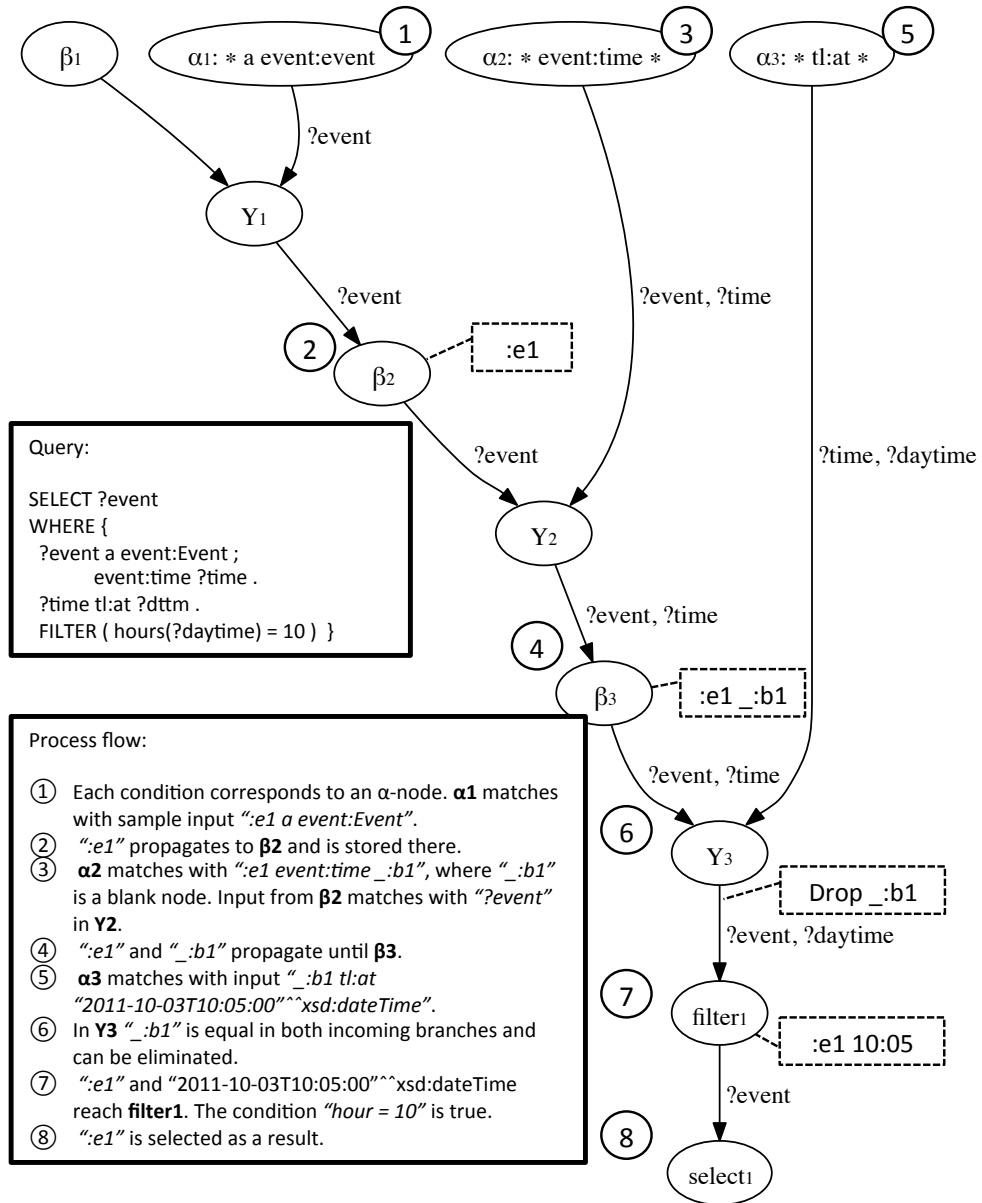 β1
α1: * a event:event
1
α2: * event:time *
3
α3: * tl:at *
5
?event
Y1
?event
?event, ?time
2
β2
:e1
?event
?time, ?daytime
Y2
?event, ?time
4
β3
:e1 _:b1
?event, ?time
6
Y3
Drop _:b1
?event, ?daytime
7
filter1
:e1 10:05
?event
8
select1
Query:
SELECT ?event
WHERE {
?event a event:Event ;
event:time ?time .
?time tl:at ?dttm .
FILTER ( hours(?daytime) = 10 ) }
Process flow:
① Each condition corresponds to an α-node. α1 matches
with sample input “:e1 a event:Event”.
② “:e1” propagates to β2 and is stored there.
③ α2 matches with “:e1 event:time _:b1”, where “_:b1”
is a blank node. Input from β2 matches with “?event”
in Y2.
④ “:e1” and “_:b1” propagate until β3.
⑤ α3 matches with input “_:b1 tl:at
“2011-10-03T10:05:00”^^xsd:dateTime”.
⑥ In Y3 “_:b1” is equal in both incoming branches and
can be eliminated.
⑦ “:e1” and “2011-10-03T10:05:00”^^xsd:dateTime
reach filter1. The condition “hour = 10” is true.
⑧ “:e1” is selected as a result.